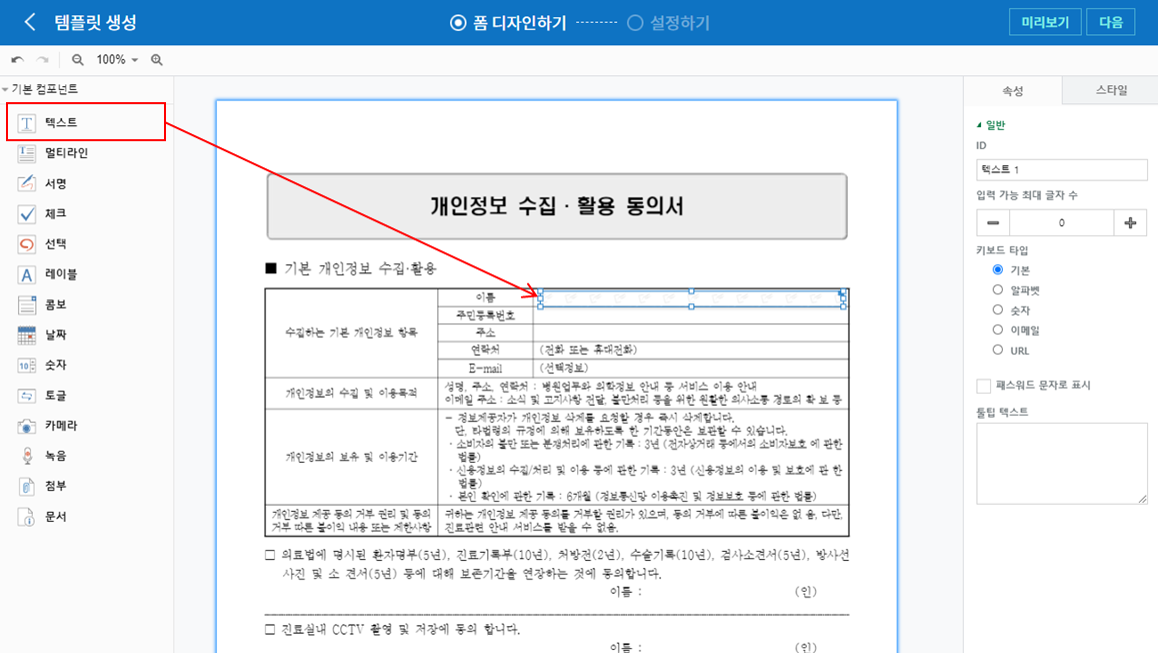 템플릿 생성
폼 디자인하기
설정하기
미리보기
다음
100%
기본 컴포넌트
텍스트
멀티라인
서명
체크
선택
레이블
콤보
날짜
숫자
토글
카메라
녹음
첨부
문서
개인정보 수집 · 활용 동의서
■ 기본 개인정보 수집·활용
수집하는 기본 개인정보 항목
이름
주민등록번호
주소
연락처
(전화 또는 휴대전화)
E-mail
(선택정보)
개인정보의 수집 및 이용목적
성명, 주소, 연락처 : 병원업무와 의학정보 안내 등 서비스 이용 안내
이메일 주소 : 소식 및 고지사항 전달, 불만처리 등을 위한 원활한 의사소통 경로의 확 보 등
개인정보의 보유 및 이용기간
- 정보제공자가 개인정보 삭제를 요청할 경우 즉시 삭제합니다.
단, 타법령의 규정에 의해 보유하도록 한 기간동안은 보관할 수 있습니다.
· 소비자의 불만 또는 분쟁처리에 관한 기록 : 3년 (전자상거래 등에서의 소비자보호 에 관한
법률)
· 신용정보의 수집/처리 및 이용 등에 관한 기록 : 3년 (신용정보의 이용 및 보호에 관 한
법률)
· 본인 확인에 관한 기록 : 6개월 (정보통신망 이용촉진 및 정보보호 등에 관한 법률)
개인정보 제공 동의 거부 권리 및 동의
거부 따른 불이익 내용 또는 제한사항
귀하는 개인정보 제공 동의를 거부할 권리가 있으며, 동의 거부에 따른 불이익은 없 음. 다만,
진료관련 안내 서비스를 받을 수 없음.
□ 의료법에 명시된 환자명부(5년), 진료기록부(10년), 처방전(2년), 수술기록(10년), 검사소견서(5년), 방사선
사진 및 소 견서(5년) 등에 대해 보존기간을 연장하는 것에 동의합니다.
이름 : (인)
□ 진료실내 CCTV 촬영 및 저장에 동의 합니다.
이름 : (인)
속성
스타일
일반
ID
텍스트 1
입력 가능 최대 글자 수
0
키보드 타입
기본
알파벳
숫자
이메일
URL
패스워드 문자로 표시
툴팁 텍스트